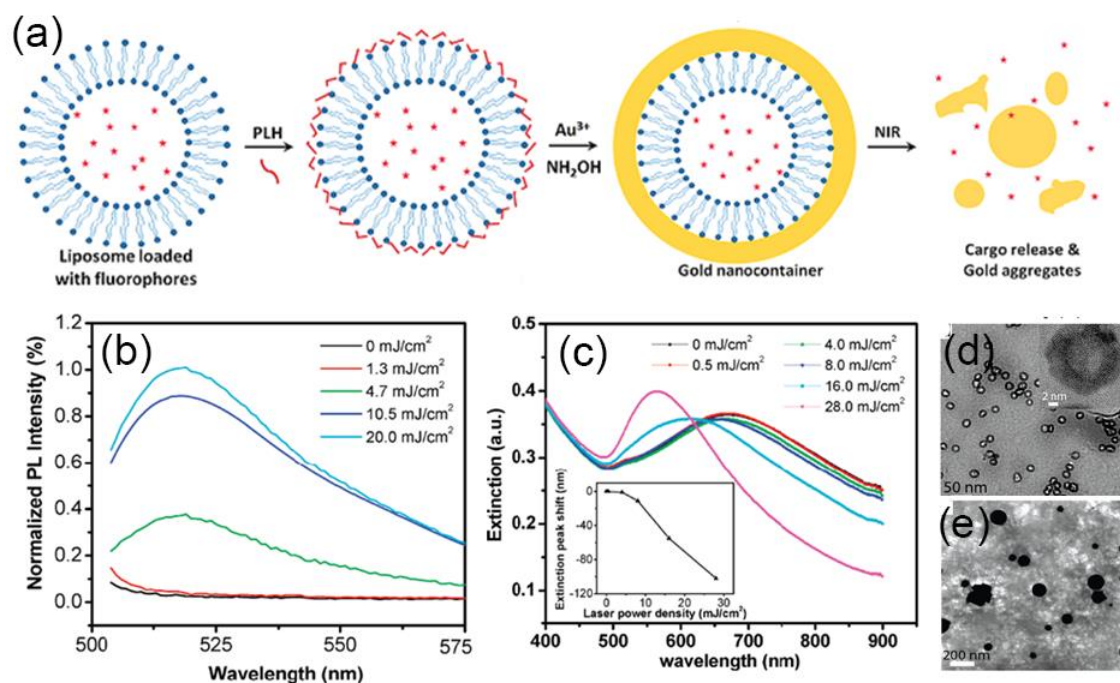 (a)
PLH
Au³⁺
NH₂OH
NIR
Liposome loaded
with fluorophores
Gold nanocontainer
Cargo release &
Gold aggregates
(b)
Normalized PL Intensity (%)
1.2
1.0
0.8
0.6
0.4
0.2
0.0
0 mJ/cm²
1.3 mJ/cm²
4.7 mJ/cm²
10.5 mJ/cm²
20.0 mJ/cm²
500 525 550 575
Wavelength (nm)
(c)
Extinction (a.u.)
0.5
0.4
0.3
0.2
0.1
0 mJ/cm²
0.5 mJ/cm²
4.0 mJ/cm²
8.0 mJ/cm²
16.0 mJ/cm²
28.0 mJ/cm²
Extinction peak shift (nm)
0
-40
-80
-120
0 10 20 30
Laser power density (mJ/cm²)
400 500 600 700 800 900
wavelength (nm)
(d)
2 nm
50 nm
(e)
200 nm